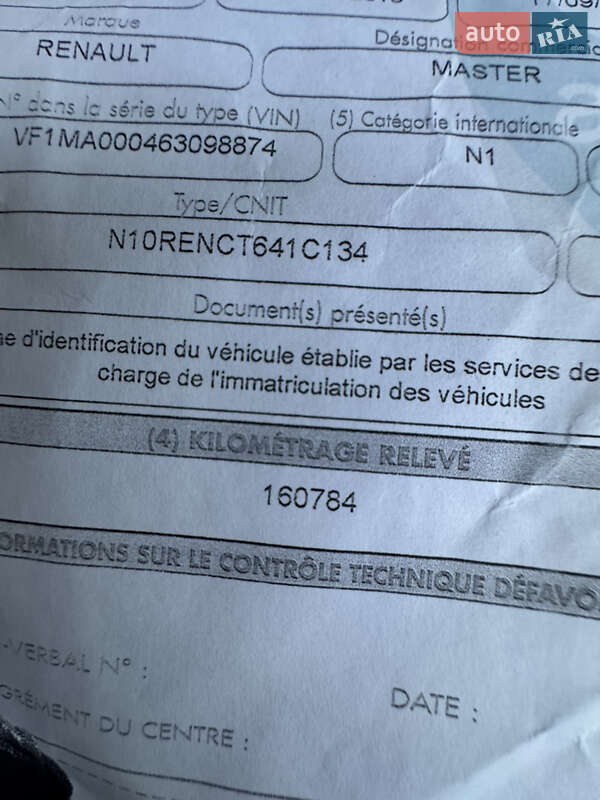 Marque
auto RIA
RENAULT
Désignation commercia
MASTER
N° dans la série du type (VIN)
(5) Catégorie internationale
VF1MA000463098874
N1
Type/CNIT
N10RENCT641C134
Document(s) présenté(s)
d'identification du véhicule établie par les services de
charge de l'immatriculation des véhicules
(4) KILOMÉTRAGE RELEVÉ
160784
ORMATIONS SUR LE CONTRÔLE TECHNIQUE DÉFAVO
-VERBAL N° :
DATE :
GRÉMENT DU CENTRE :